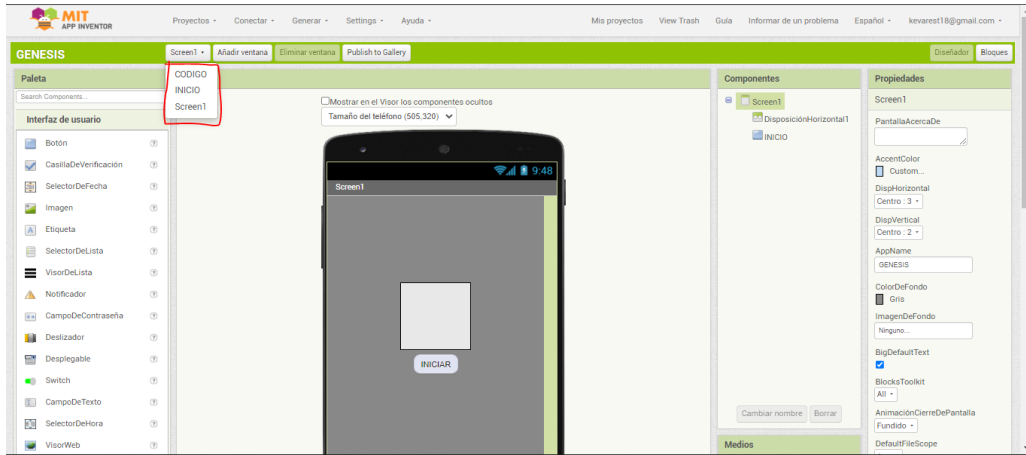 MIT
APP INVENTOR
Proyectos
Conectar
Generar
Settings
Ayuda
Mis proyectos
View Trash
Guía
Informar de un problema
Español
kevarest18@gmail.com
GENESIS
Screen1
Añadir ventana
Eliminar ventana
Publish to Gallery
Diseñador
Bloques
CODIGO
INICIO
Screen1
Paleta
Search Components...
Interfaz de usuario
Botón
CasillaDeVerificación
SelectorDeFecha
Imagen
Etiqueta
SelectorDeLista
VisorDeLista
Notificador
CampoDeContraseña
Deslizador
Desplegable
Switch
CampoDeTexto
SelectorDeHora
VisorWeb
Mostrar en el Visor los componentes ocultos
Tamaño del teléfono (505,320)
9:48
Screen1
INICIAR
Componentes
Screen1
DisposiciónHorizontal1
INICIO
Cambiar nombre
Borrar
Medios
Propiedades
Screen1
PantallaAcercaDe
AccentColor
Custom...
DispHorizontal
Centro : 3
DispVertical
Centro : 2
AppName
GENESIS
ColorDeFondo
Gris
ImagenDeFondo
Ninguno...
BigDefaultText
BlocksToolkit
All
AnimaciónCierreDePantalla
Fundido
DefaultFileScope